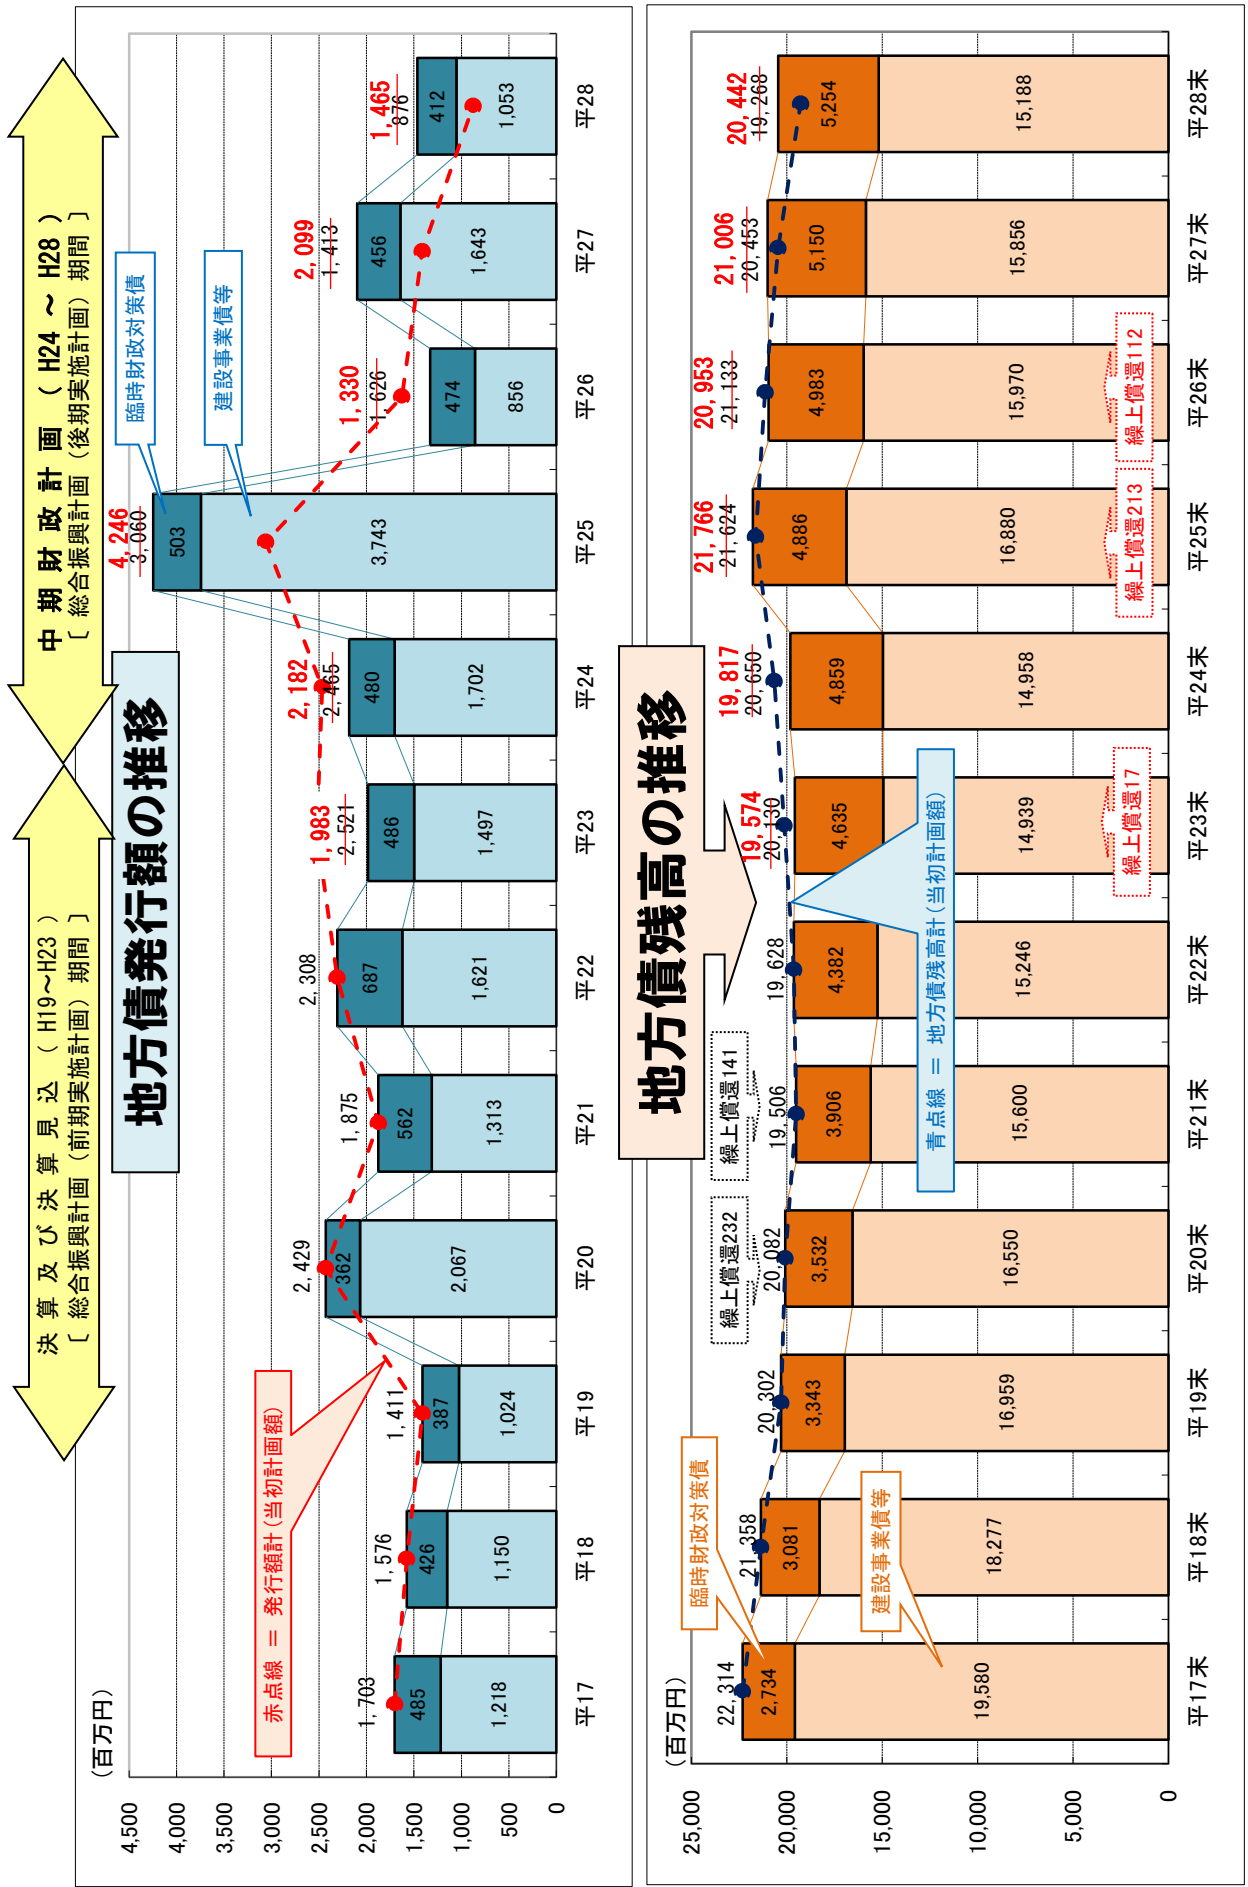 決 算 及 び 決 算 見 込 （ H19～H23 ）
〔 総合振興計画（前期実施計画）期間 〕
中 期 財 政 計 画 （ H24 ～ H28 ）
〔 総合振興計画（後期実施計画）期間 〕
地方債発行額の推移
（百万円）
4,500
4,000
3,500
3,000
2,500
2,000
1,500
1,000
500
0
臨時財政対策債
建設事業債等
赤点線 ＝ 発行額計（当初計画額）
1,703
485
1,218
平17
1,576
426
1,150
平18
1,411
387
1,024
平19
2,429
362
2,067
平20
1,875
562
1,313
平21
2,308
687
1,621
平22
1,983
2,521
486
1,497
平23
2,182
2,465
480
1,702
平24
4,246
3,060
503
3,743
平25
1,330
1,626
474
856
平26
2,099
1,413
456
1,643
平27
1,465
876
412
1,053
平28
地方債残高の推移
（百万円）
25,000
20,000
15,000
10,000
5,000
0
臨時財政対策債
建設事業債等
青点線 ＝ 地方債残高計（当初計画額）
22,314
2,734
19,580
平17末
21,358
3,081
18,277
平18末
20,302
3,343
16,959
平19末
繰上償還232
20,082
3,532
16,550
平20末
繰上償還141
19,506
3,906
15,600
平21末
19,628
4,382
15,246
平22末
19,574
20,130
4,635
14,939
繰上償還17
平23末
19,817
20,650
4,859
14,958
平24末
21,766
21,624
4,886
16,880
繰上償還213
平25末
20,953
21,133
4,983
15,970
繰上償還112
平26末
21,006
20,453
5,150
15,856
平27末
20,442
19,268
5,254
15,188
平28末